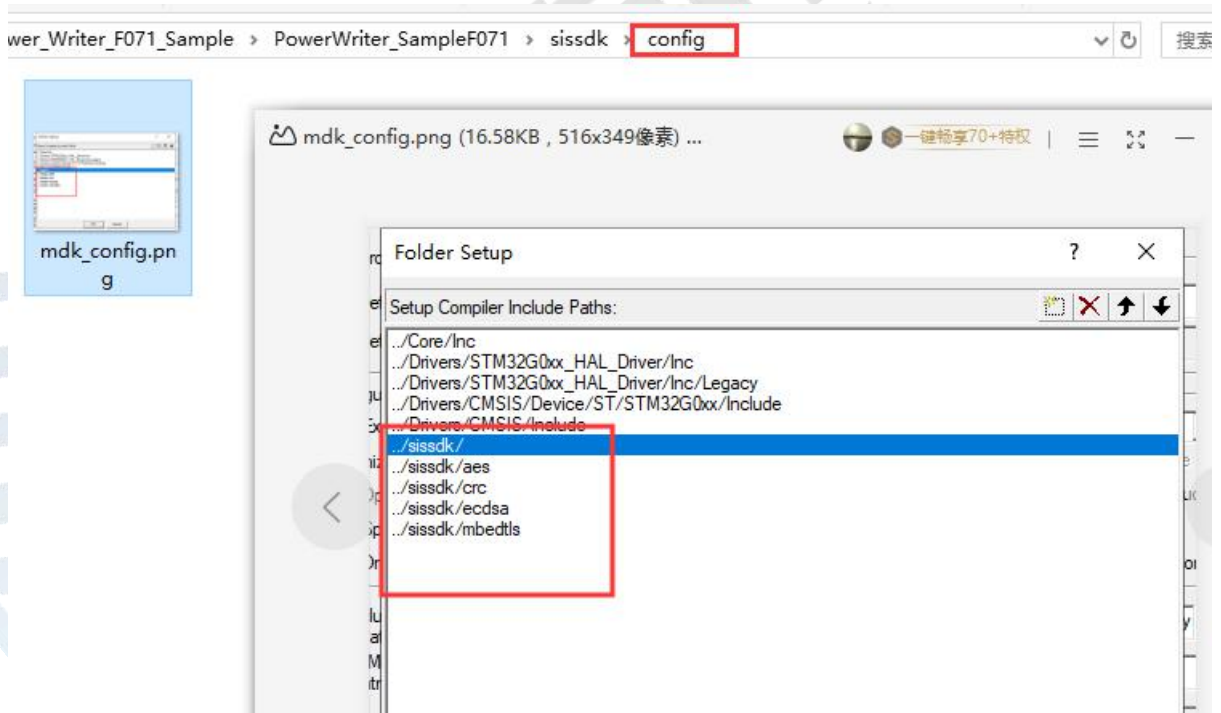 wer_Writer_F071_Sample > PowerWriter_SampleF071 > sissdk > config
搜索
mdk_config.pn
g
mdk_config.png (16.58KB , 516x349像素) ...
一键畅享70+特权
Folder Setup
Setup Compiler Include Paths:
../Core/Inc
../Drivers/STM32G0xx_HAL_Driver/Inc
../Drivers/STM32G0xx_HAL_Driver/Inc/Legacy
../Drivers/CMSIS/Device/ST/STM32G0xx/Include
../Drivers/CMSIS/Include
../sissdk/
../sissdk/aes
../sissdk/crc
../sissdk/ecdsa
../sissdk/mbedtls